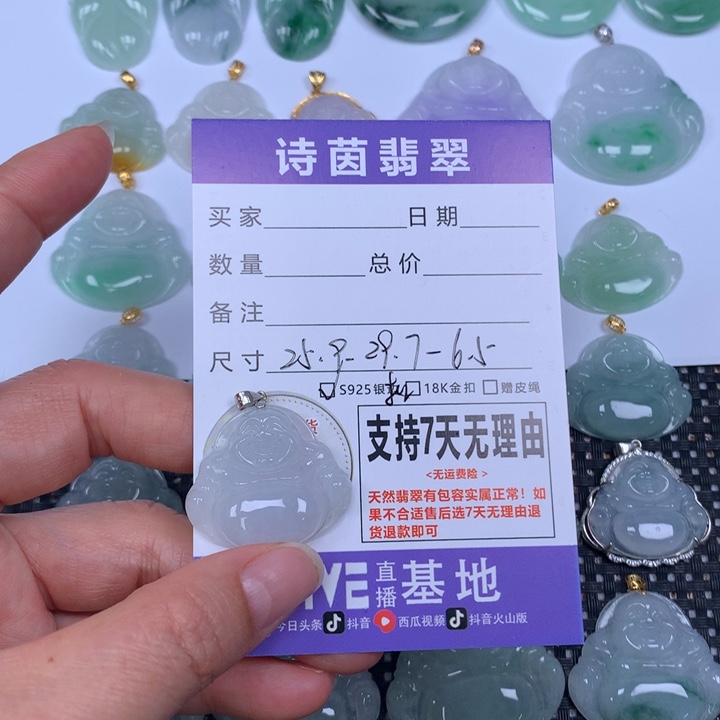 诗茵翡翠
买家 日期
数量 总价
备注
尺寸 25.9-29.7-6.5
S925银扣 18K金扣 赠皮绳
货
支持7天无理由
<无运费险>
天然翡翠有包容实属正常!如
果不合适售后选7天无理由退
货退款即可
IVE 直播 基地
今日头条 抖音 西瓜视频 抖音火山版